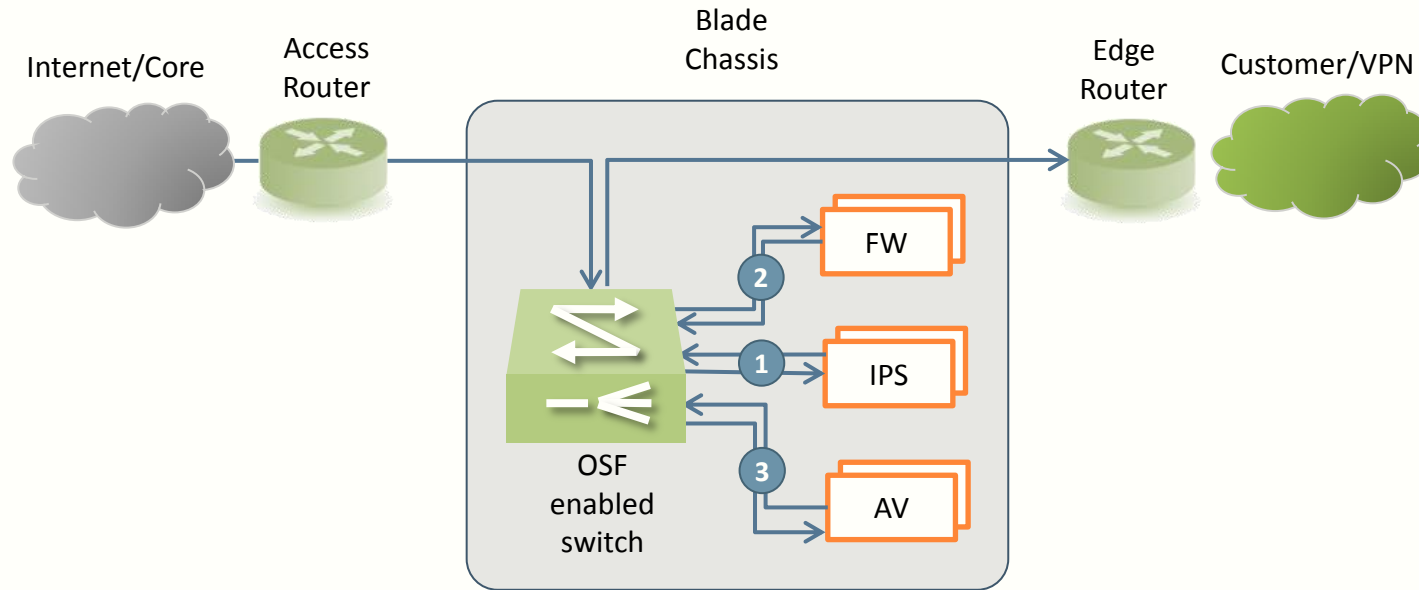 Blade
Chassis
Internet/Core
Access
Router
Edge
Router
Customer/VPN
FW
2
1
IPS
3
AV
OSF
enabled
switch